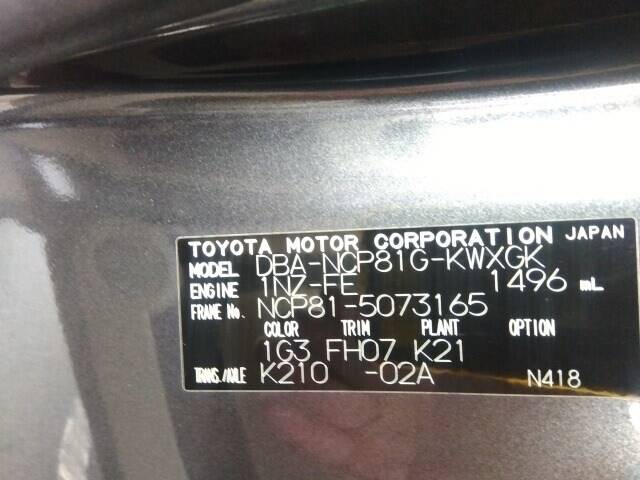 TOYOTA MOTOR CORPORATION JAPAN
MODEL DBA-NCP81G-KWXGK
ENGINE 1NZ-FE 1496 mL
FRAME No. NCP81-5073165
COLOR TRIM PLANT OPTION
1G3 FH07 K21
TRANS./AXLE K210 -02A N418